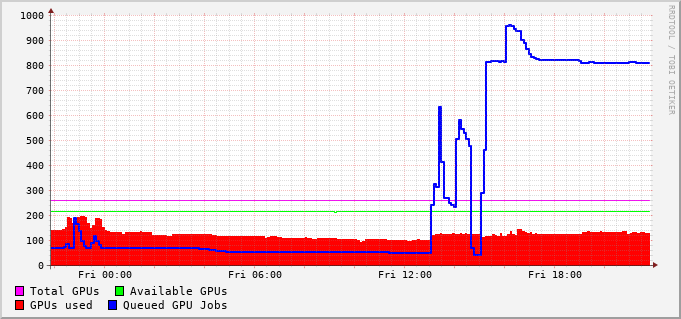 1000
900
800
700
600
500
400
300
200
100
0
Fri 00:00 Fri 06:00 Fri 12:00 Fri 18:00
Total GPUs Available GPUs
GPUs used Queued GPU Jobs
RRDTOOL / TOBI OETIKER